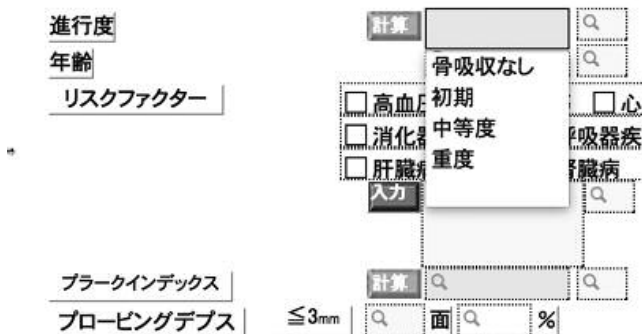 進行度 計算
年齢 骨吸収なし
リスクファクター
高血 初期 心
消化器 中等度 呼吸器疾
肝臓病 重度 腎臓病
入力
プラークインデックス 計算
プロービングデプス ≦3mm 面 %